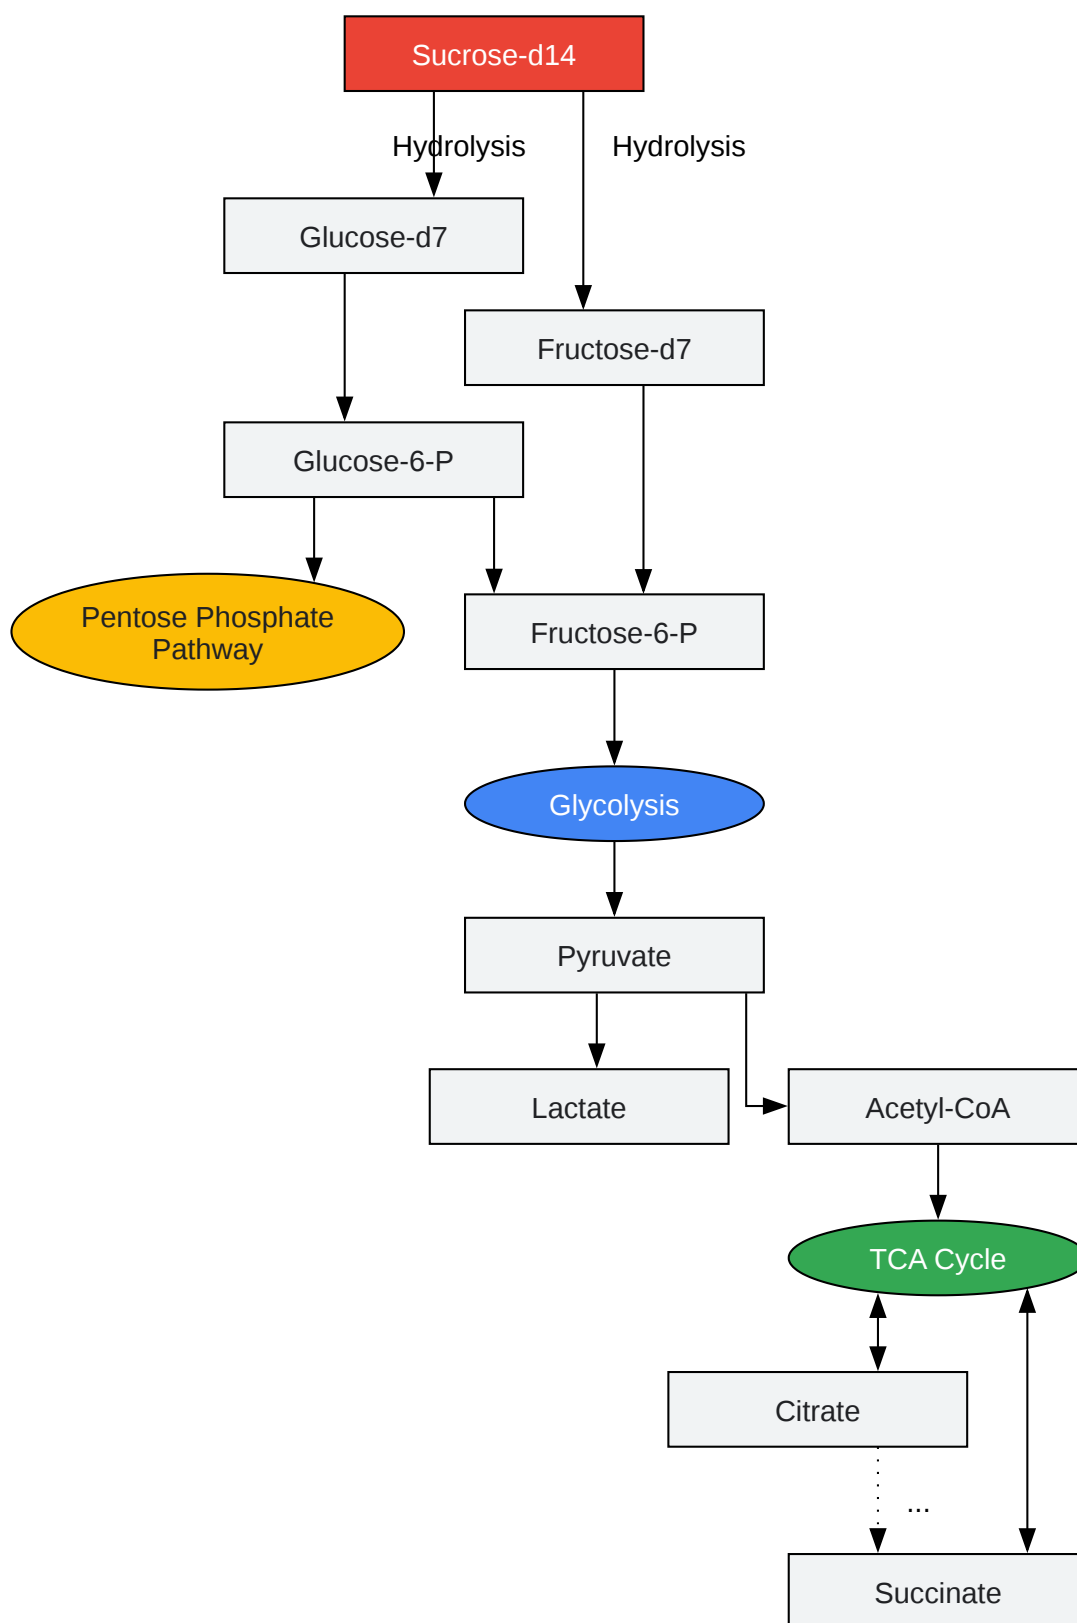 Sucrose-d14
Hydrolysis
Hydrolysis
Glucose-d7
Fructose-d7
Glucose-6-P
Pentose Phosphate
Pathway
Fructose-6-P
Glycolysis
Pyruvate
Lactate
Acetyl-CoA
TCA Cycle
Citrate
...
Succinate